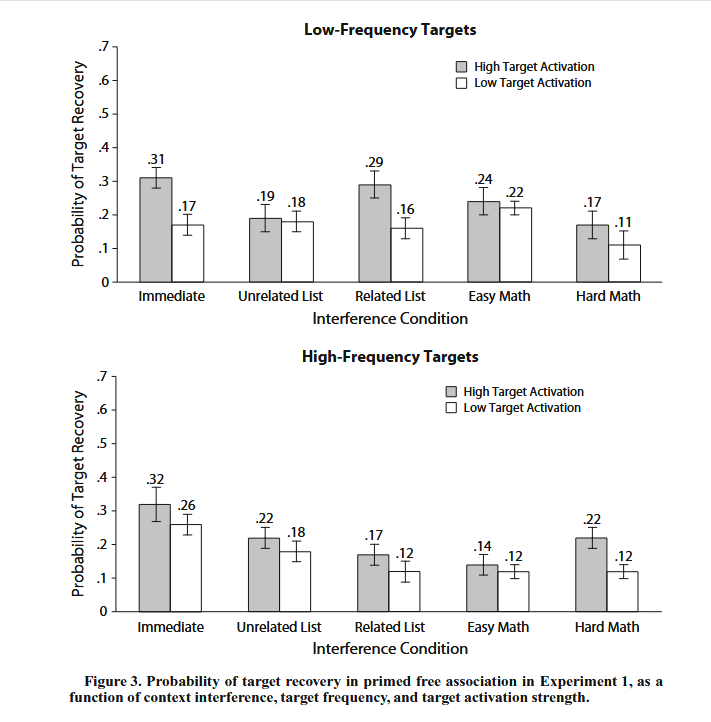 Low-Frequency Targets
Probability of Target Recovery
.7
.6
.5
.4
.3
.2
.1
0
High Target Activation
Low Target Activation
.31
.17
.19
.18
.29
.16
.24
.22
.17
.11
Immediate
Unrelated List
Related List
Easy Math
Hard Math
Interference Condition
High-Frequency Targets
Probability of Target Recovery
.7
.6
.5
.4
.3
.2
.1
0
High Target Activation
Low Target Activation
.32
.26
.22
.18
.17
.12
.14
.12
.22
.12
Immediate
Unrelated List
Related List
Easy Math
Hard Math
Interference Condition
Figure 3. Probability of target recovery in primed free association in Experiment 1, as a
function of context interference, target frequency, and target activation strength.